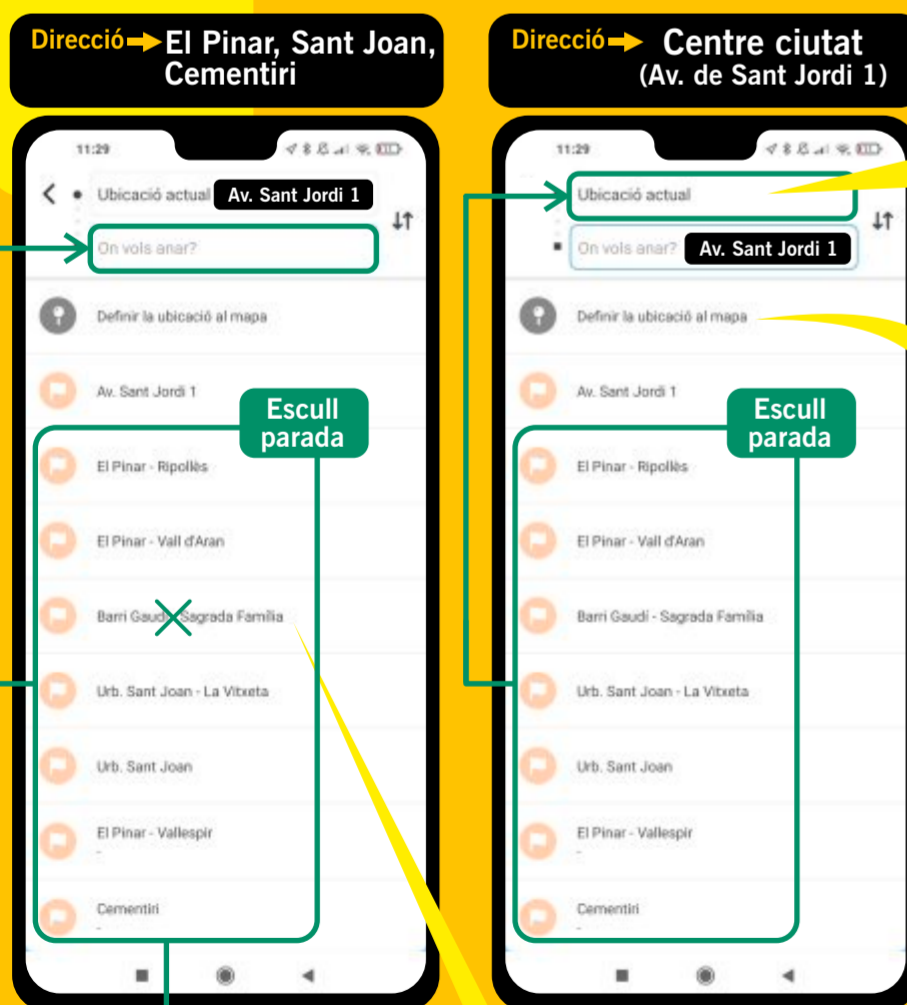 Direcció El Pinar, Sant Joan,
Cementiri
11:29
Ubicació actual Av. Sant Jordi 1
On vols anar?
Definir la ubicació al mapa
Av. Sant Jordi 1
Escull
parada
El Pinar - Ripollès
El Pinar - Vall d'Aran
Barri Gaudí - Sagrada Família
Urb. Sant Joan - La Vitxeta
Urb. Sant Joan
El Pinar - Vallespir
-
Cementiri
-
Direcció Centre ciutat
(Av. de Sant Jordi 1)
11:29
Ubicació actual
On vols anar? Av. Sant Jordi 1
Definir la ubicació al mapa
Av. Sant Jordi 1
Escull
parada
El Pinar - Ripollès
El Pinar - Vall d'Aran
Barri Gaudí - Sagrada Família
Urb. Sant Joan - La Vitxeta
Urb. Sant Joan
El Pinar - Vallespir
-
Cementiri
-